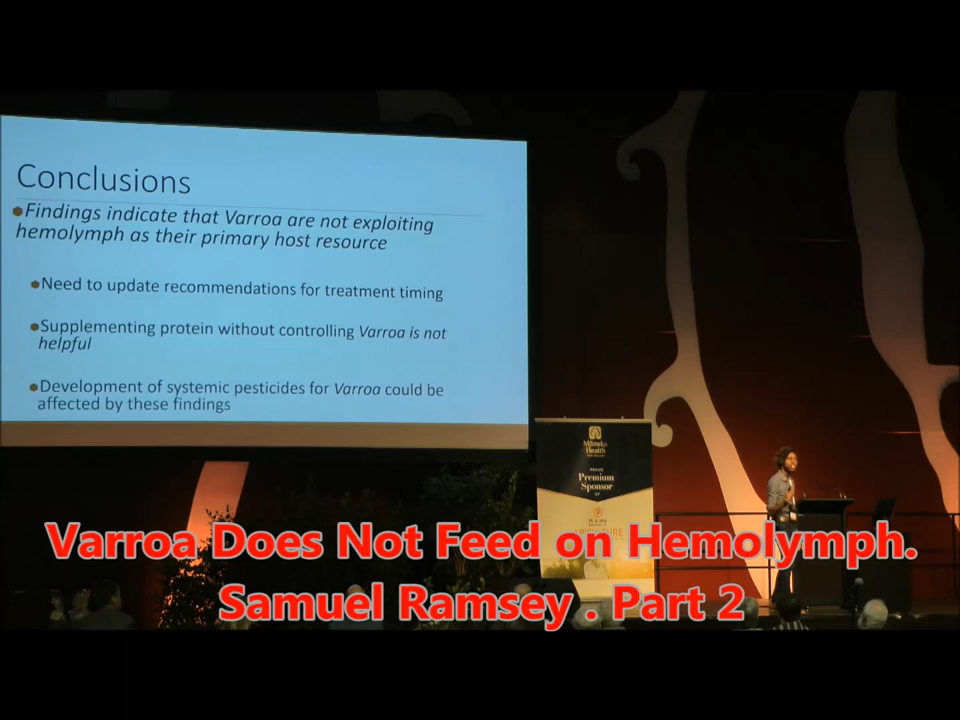 Conclusions
Findings indicate that Varroa are not exploiting
hemolymph as their primary host resource
Need to update recommendations for treatment timing
Supplementing protein without controlling Varroa is not
helpful
Development of systemic pesticides for Varroa could be
affected by these findings
Manuka
Health
Premium
Sponsor
Varroa Does Not Feed on Hemolymph.
Samuel Ramsey . Part 2